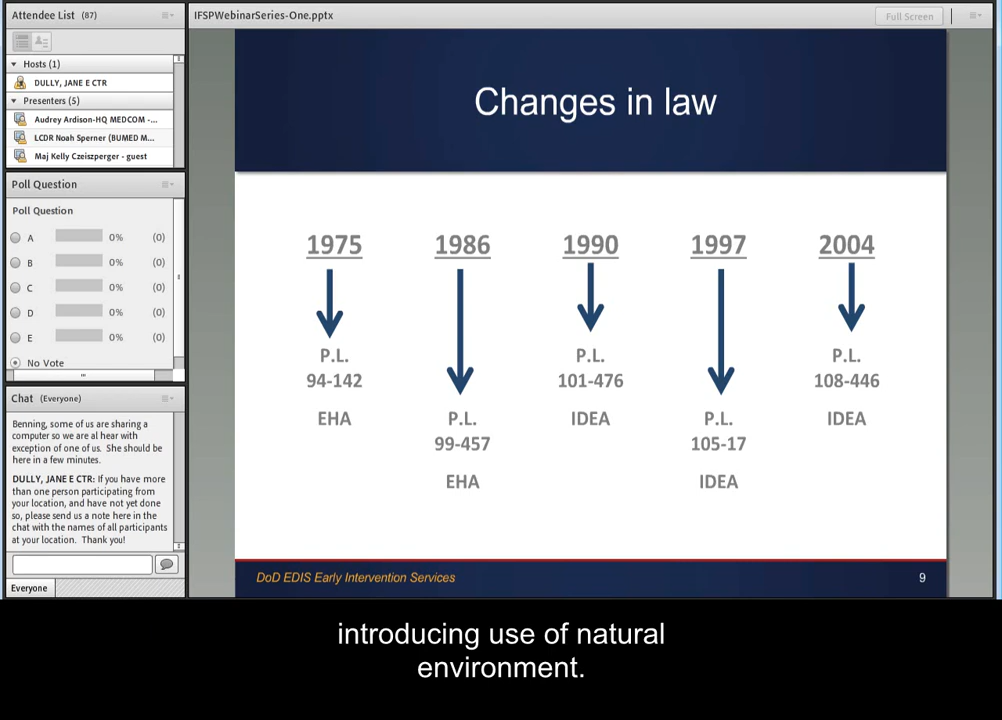 Attendee List (87)
Hosts (1)
DULLY, JANE E CTR
Presenters (5)
Audrey Ardison-HQ MEDCOM -...
LCDR Noah Sperner (BUMED M...
Maj Kelly Czeiszperger - guest
Poll Question
Poll Question
A 0% (0)
B 0% (0)
C 0% (0)
D 0% (0)
E 0% (0)
No Vote
Chat (Everyone)
Benning, some of us are sharing a
computer so we are al hear with
exception of one of us. She should be
here in a few minutes.
DULLY, JANE E CTR: If you have more
than one person participating from
your location, and have not yet done
so, please send us a note here in the
chat with the names of all participants
at your location. Thank you!
Everyone
IFSPWebinarSeries-One.pptx
Full Screen
Changes in law
1975
P.L.
94-142
EHA
1986
P.L.
99-457
EHA
1990
P.L.
101-476
IDEA
1997
P.L.
105-17
IDEA
2004
P.L.
108-446
IDEA
DoD EDIS Early Intervention Services
9
introducing use of natural
environment.